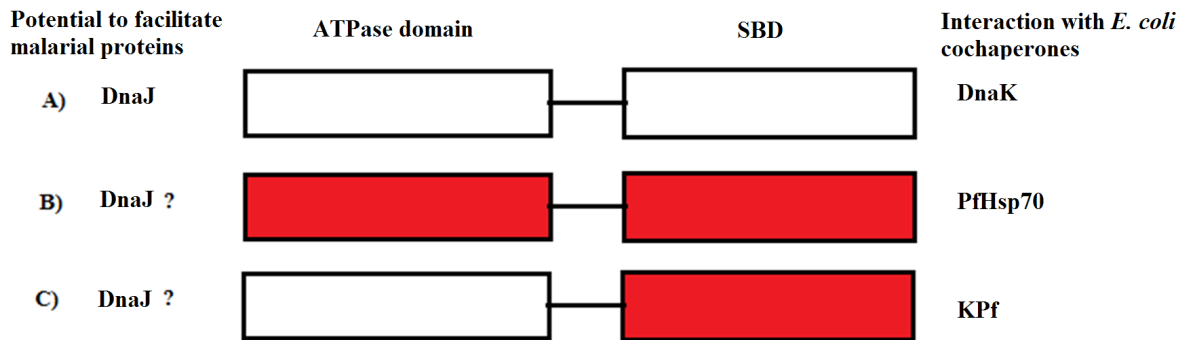 Potential to facilitate
malarial proteins
ATPase domain
SBD
Interaction with E. coli
cochaperones
A) DnaJ
DnaK
B) DnaJ ?
PfHsp70
C) DnaJ ?
KPf